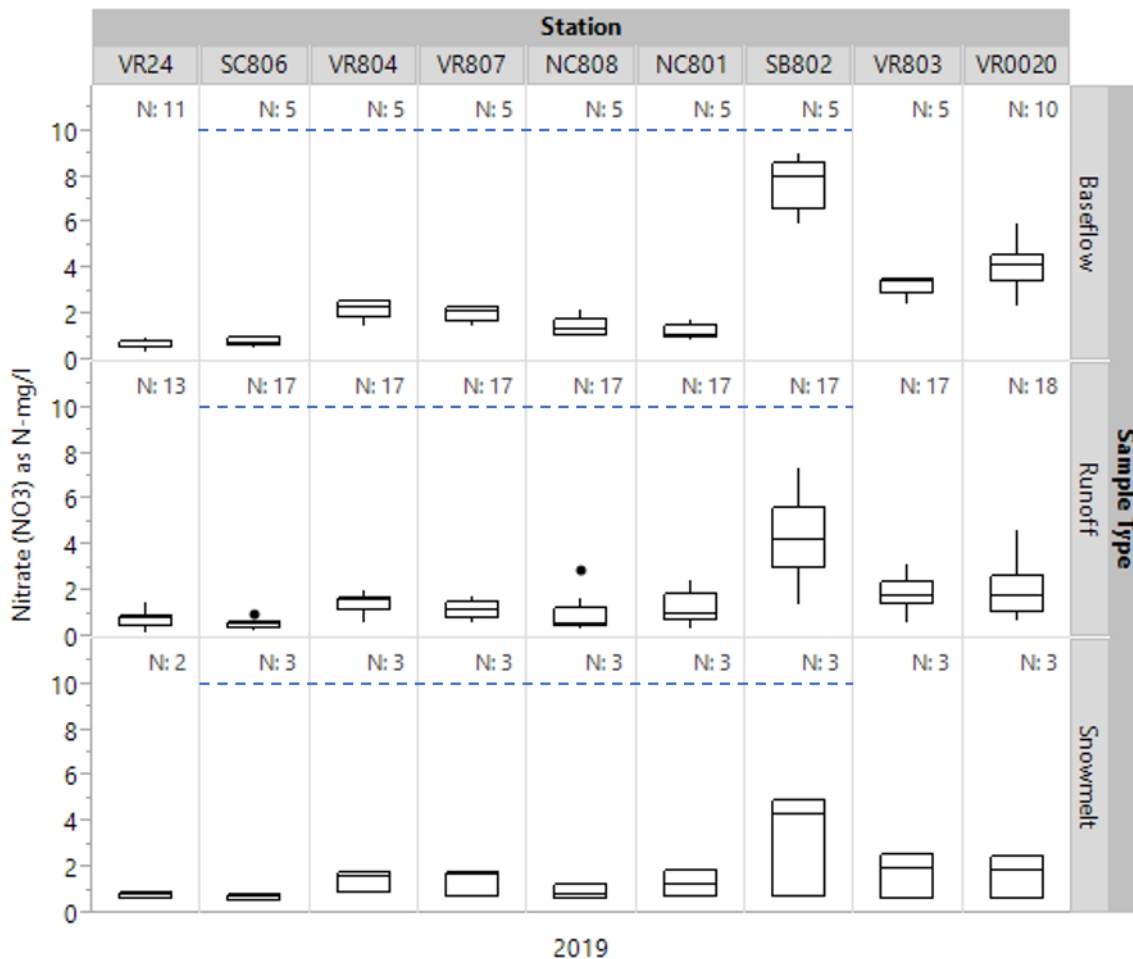 Station
VR24 SC806 VR804 VR807 NC808 NC801 SB802 VR803 VR0020
N: 11 N: 5 N: 5 N: 5 N: 5 N: 5 N: 5 N: 5 N: 10
10
8
6
4
2
0
Baseflow
N: 13 N: 17 N: 17 N: 17 N: 17 N: 17 N: 17 N: 17 N: 18
10
8
6
4
2
0
Runoff
N: 2 N: 3 N: 3 N: 3 N: 3 N: 3 N: 3 N: 3 N: 3
10
8
6
4
2
0
Snowmelt
Nitrate (NO3) as N-mg/l
Sample Type
2019